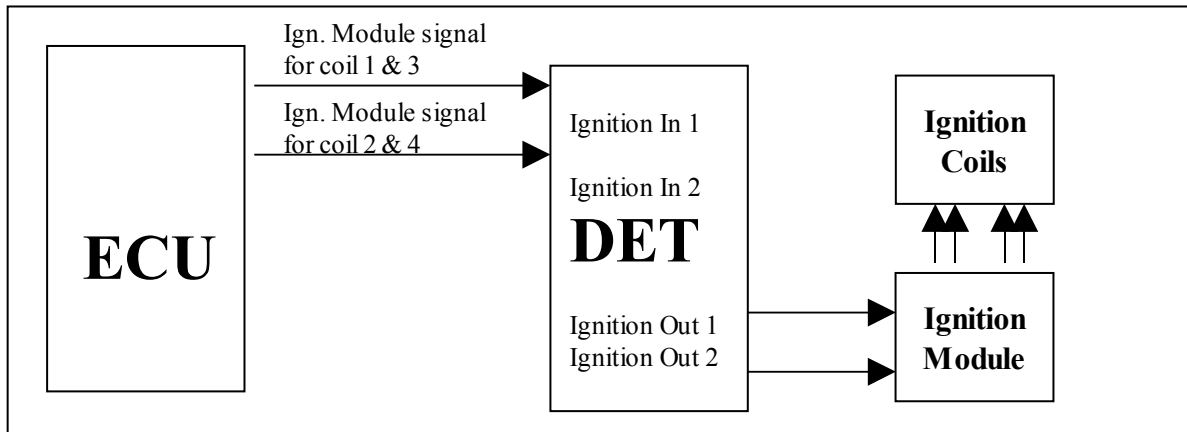 Ign. Module signal
for coil 1 & 3
Ign. Module signal
for coil 2 & 4
ECU
Ignition In 1
Ignition In 2
DET
Ignition Out 1
Ignition Out 2
Ignition
Coils
Ignition
Module